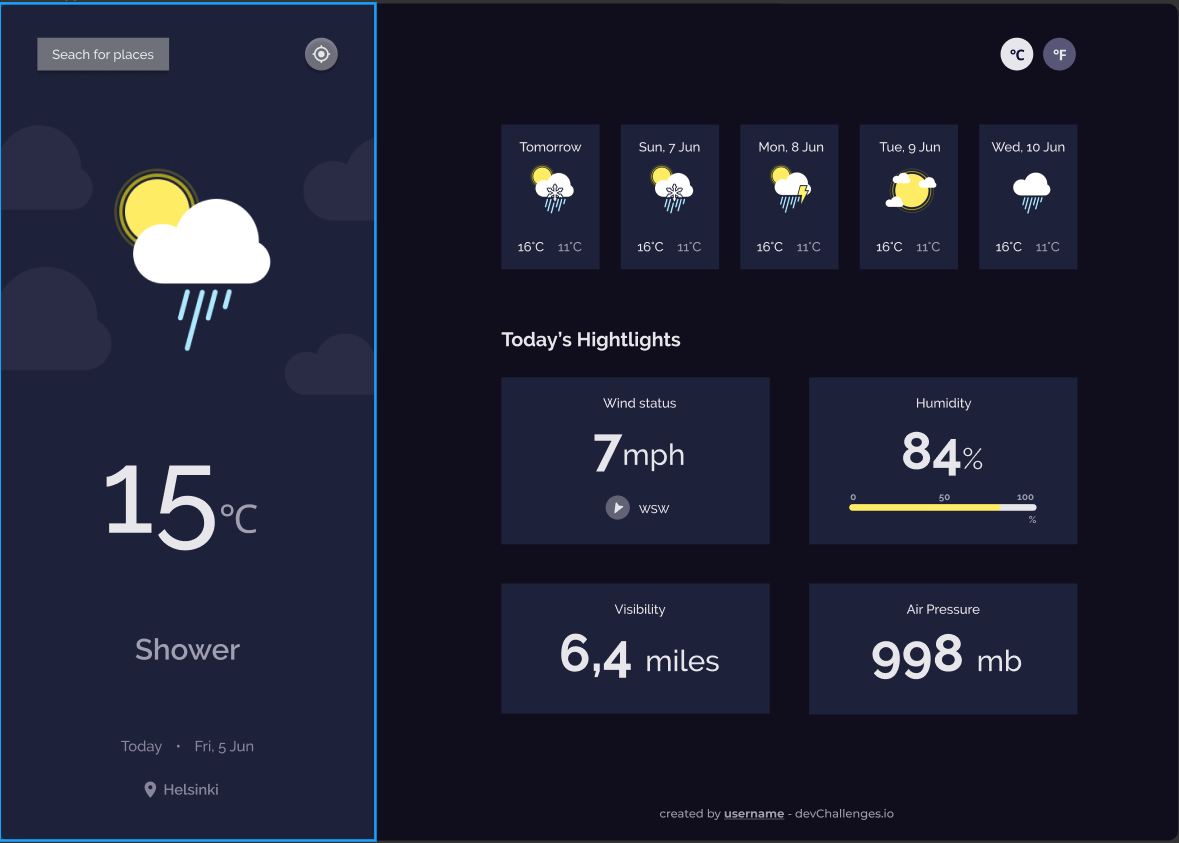 Seach for places
15°C
Shower
Today • Fri, 5 Jun
Helsinki
°C °F
Tomorrow
16°C 11°C
Sun, 7 Jun
16°C 11°C
Mon, 8 Jun
16°C 11°C
Tue, 9 Jun
16°C 11°C
Wed, 10 Jun
16°C 11°C
Today’s Hightlights
Wind status
7mph
WSW
Humidity
84%
0 50 100
%
Visibility
6,4 miles
Air Pressure
998 mb
created by username - devChallenges.io